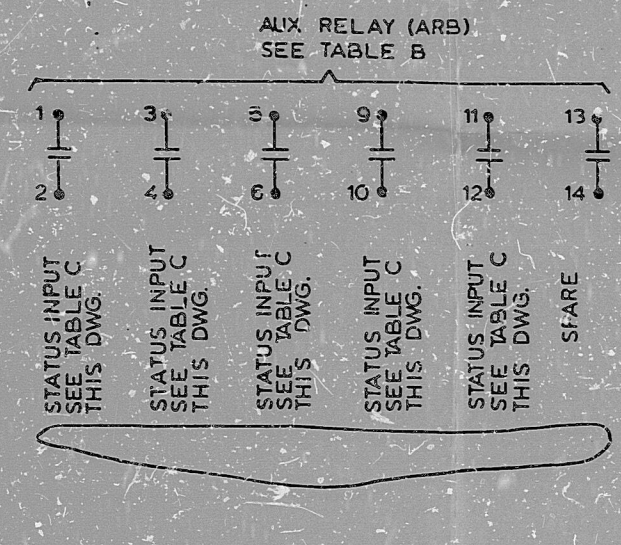 AUX. RELAY (ARB)
SEE TABLE B
1 3 5 9 11 13
2 4 6 10 12 14
STATUS INPUT
SEE TABLE C
THIS DWG.
STATUS INPUT
SEE TABLE C
THIS DWG.
STATUS INPUT
SEE TABLE C
THIS DWG.
STATUS INPUT
SEE TABLE C
THIS DWG.
STATUS INPUT
SEE TABLE C
THIS DWG.
SPARE